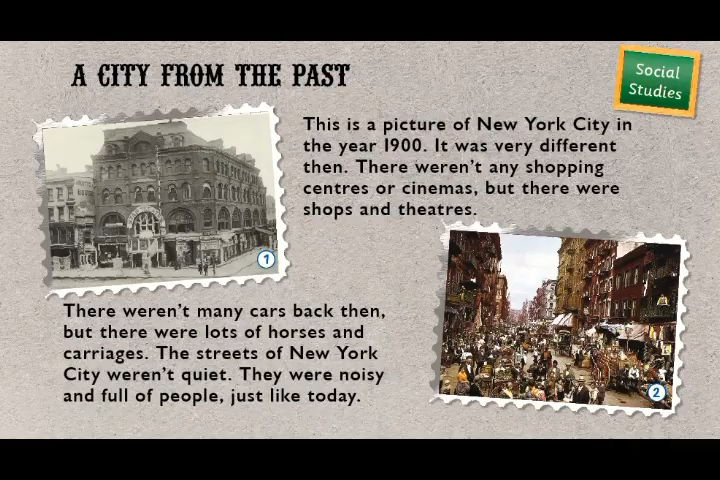 A CITY FROM THE PAST
Social
Studies
This is a picture of New York City in
the year 1900. It was very different
then. There weren't any shopping
centres or cinemas, but there were
shops and theatres.
1
There weren't many cars back then,
but there were lots of horses and
carriages. The streets of New York
City weren't quiet. They were noisy
and full of people, just like today.
2